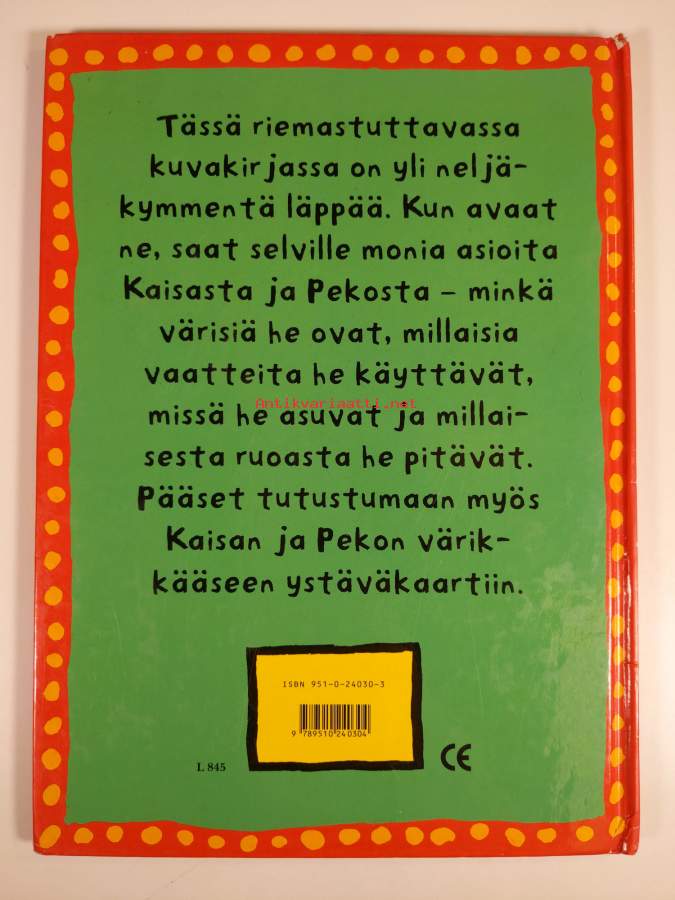 Tässä riemastuttavassa
kuvakirjassa on yli neljä-
kymmentä läppää. Kun avaat
ne, saat selville monia asioita
Kaisasta ja Pekosta – minkä
värisiä he ovat, millaisia
vaatteita he käyttävät,
Antikvariaatti.net
missä he asuvat ja millai-
sesta ruoasta he pitävät.
Pääset tutustumaan myös
Kaisan ja Pekon värik-
kääseen ystäväkaartiin.
ISBN 951-0-24030-3
9 789510 240304
L 845
CE